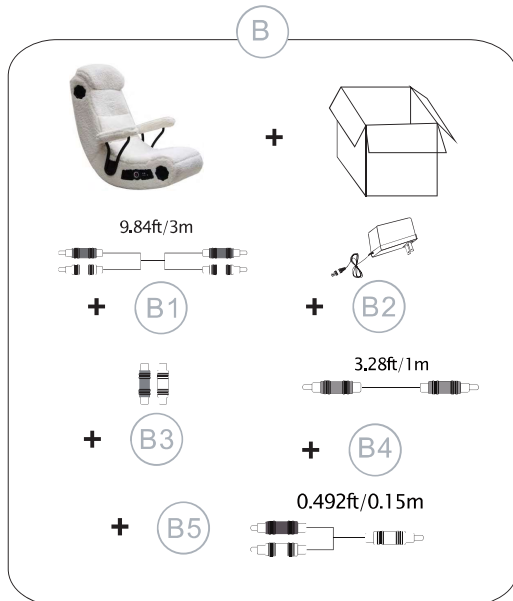 B
+
9.84ft/3m
+ B1
+ B2
3.28ft/1m
+ B3
+ B4
0.492ft/0.15m
+ B5